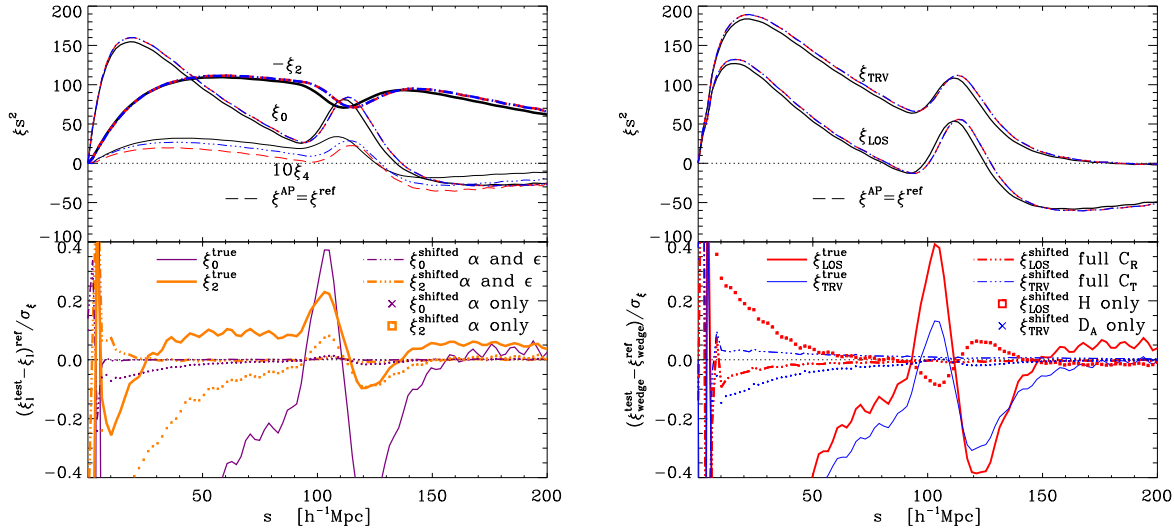 200
150
100
50
0
−50
−100
ξs²
−ξ₂
ξ₀
10ξ₄
ξ^AP=ξ^ref
0.4
0.2
0.0
−0.2
−0.4
(ξ_l^test−ξ_l)^ref/σ_ξ
ξ₀^true
ξ₂^true
ξ₀^shifted α and ϵ
ξ₂^shifted α and ϵ
ξ₀^shifted α only
ξ₂^shifted α only
50 100 150 200
s [h⁻¹Mpc]
200
150
100
50
0
−50
−100
ξs²
ξ_TRV
ξ_LOS
ξ^AP=ξ^ref
0.4
0.2
0.0
−0.2
−0.4
(ξ_wedge^test−ξ_wedge^ref)/σ_ξ
ξ_LOS^true
ξ_TRV^true
ξ_LOS^shifted full C_R
ξ_TRV^shifted full C_T
ξ_LOS^shifted H only
ξ_TRV^shifted D_A only
50 100 150 200
s [h⁻¹Mpc]